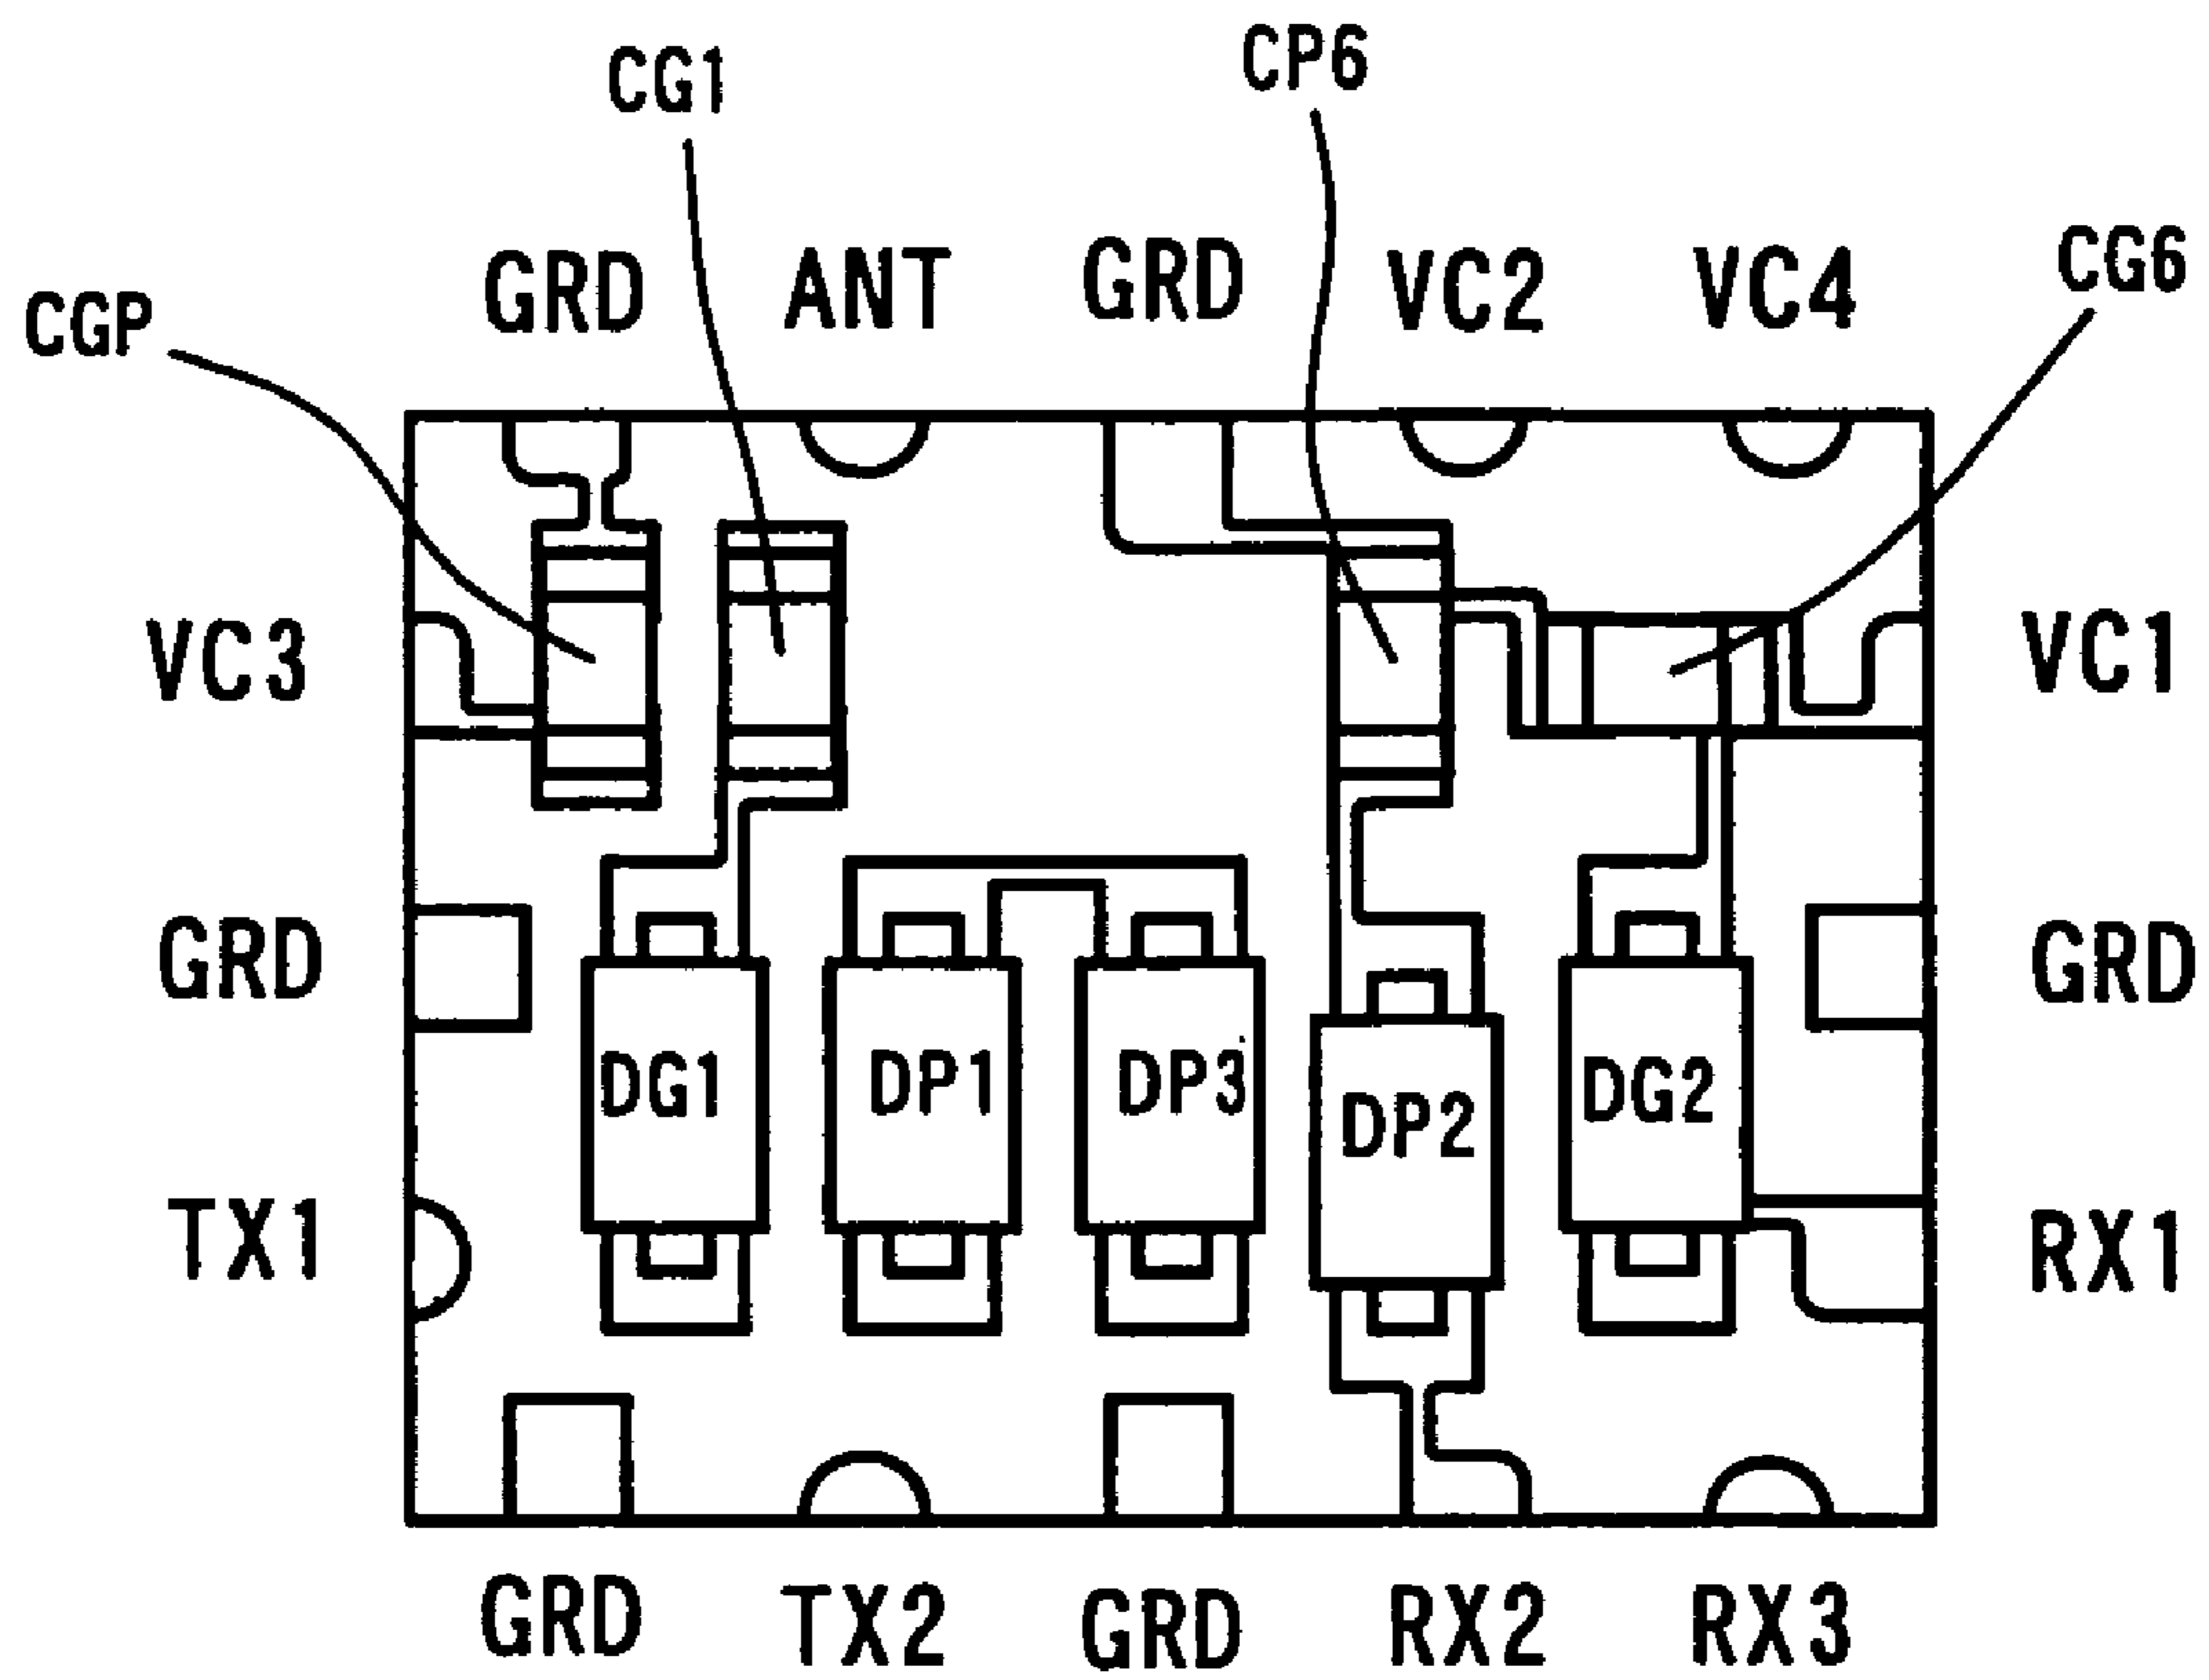 CG1 CP6
GRD ANT GRD VC2 VC4 CG6
CGP
VC3 VC1
GRD GRD
DG1 DP1 DP3 DP2 DG2
TX1 RX1
GRD TX2 GRD RX2 RX3